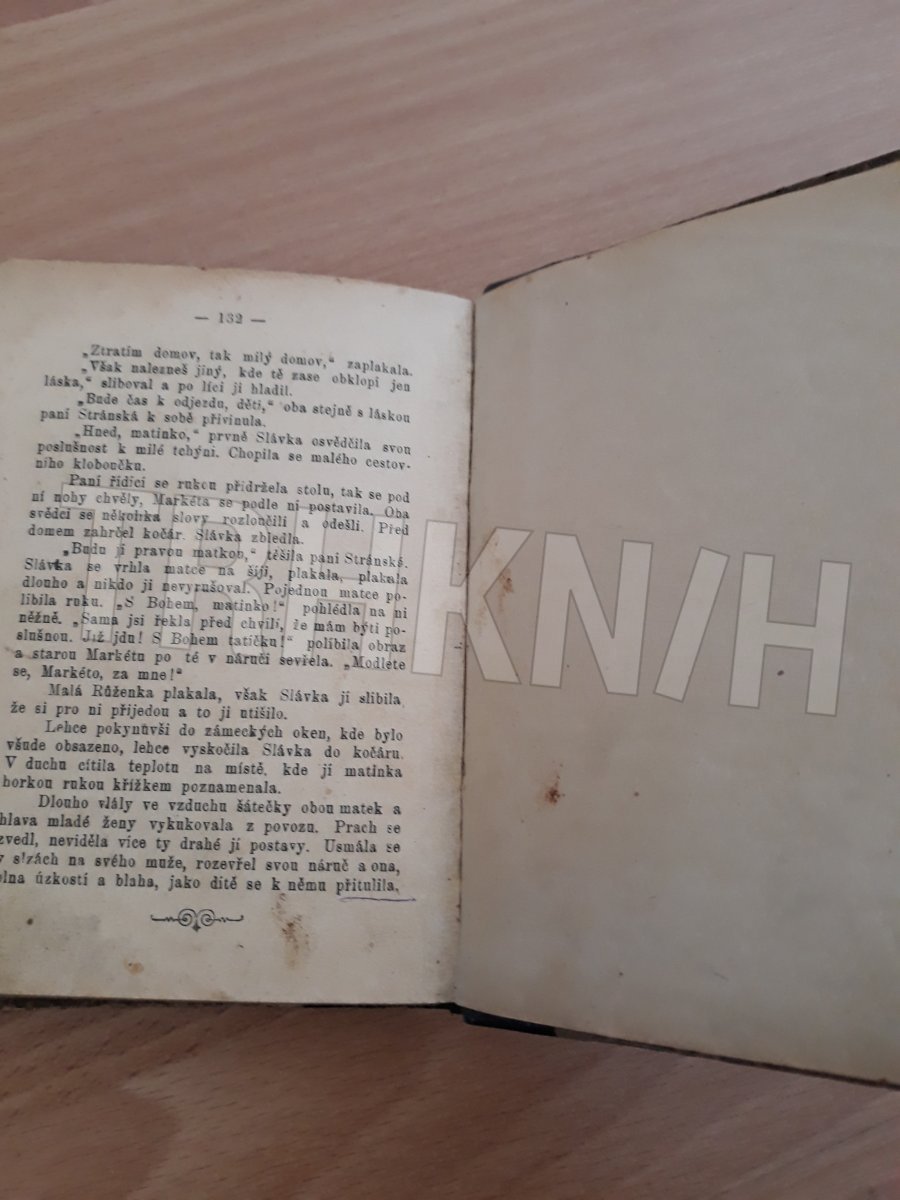 — 132 —
„Ztratím domov, tak milý domov,“ zaplakala.
„Však nalezneš jiný, kde tě zase obklopí jen
láska,“ sliboval a po líci ji hladil.
„Bude čas k odjezdu, děti,“ oba stejně s láskou
paní Stránská k sobě přivinula.
„Hned, matinko,“ prvně Slávka osvědčila svou
poslušnost k milé tchýni. Chopila se malého cestov-
ního kloboučku.
Paní řídící se rukou přidržela stolu, tak se pod
ní nohy chvěly, Markéta se podle ní postavila. Oba
svědci se několika slovy rozloučili a odešli. Před
domem zahrčel kočár. Slávka zbledla.
„Budu jí pravou matkou,“ těšila paní Stránská.
Slávka se vrhla matce na šíji, plakala, plakala
dlouho a nikdo ji nevyrušoval. Pojednou matce po-
líbila ruku. „S Bohem, matinko!“ pohlédla na ni
něžně. „Sama jsi řekla před chvílí, že mám býti po-
slušnou. Již jdu! S Bohem tatíčku!“ políbila obraz
a starou Markétu po té v náručí sevřela. „Modlete
se, Markéto, za mne!“
Malá Růženka plakala, však Slávka jí slíbila,
že si pro ni přijedou a to ji utišilo.
Lehce pokynuvši do zámeckých oken, kde bylo
všude obsazeno, lehce vyskočila Slávka do kočáru.
V duchu cítila teplotu na místě, kde jí matinka
horkou rukou křížkem poznamenala.
Dlouho vlály ve vzduchu šátečky obou matek a
hlava mladé ženy vykukovala z povozu. Prach se
zvedl, neviděla více ty drahé jí postavy. Usmála se
v slzách na svého muže, rozevřel svou náruč a ona,
plna úzkostí a blaha, jako dítě se k němu přitulila.
TRHKNIH